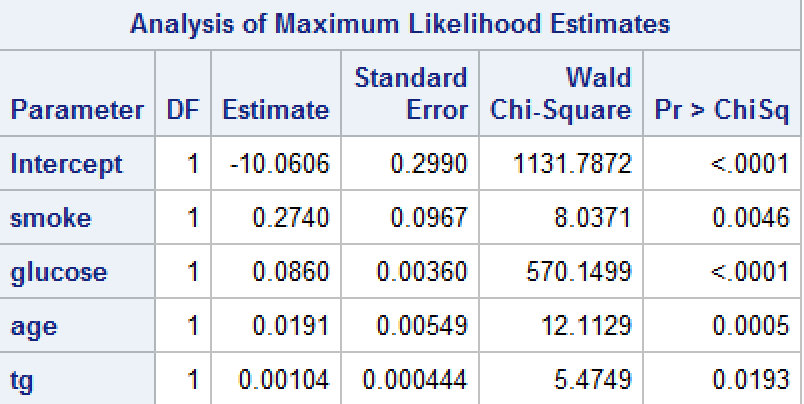 Analysis of Maximum Likelihood Estimates
Parameter DF Estimate Standard Error Wald Chi-Square Pr > ChiSq
Intercept 1 -10.0606 0.2990 1131.7872 <.0001
smoke 1 0.2740 0.0967 8.0371 0.0046
glucose 1 0.0860 0.00360 570.1499 <.0001
age 1 0.0191 0.00549 12.1129 0.0005
tg 1 0.00104 0.000444 5.4749 0.0193